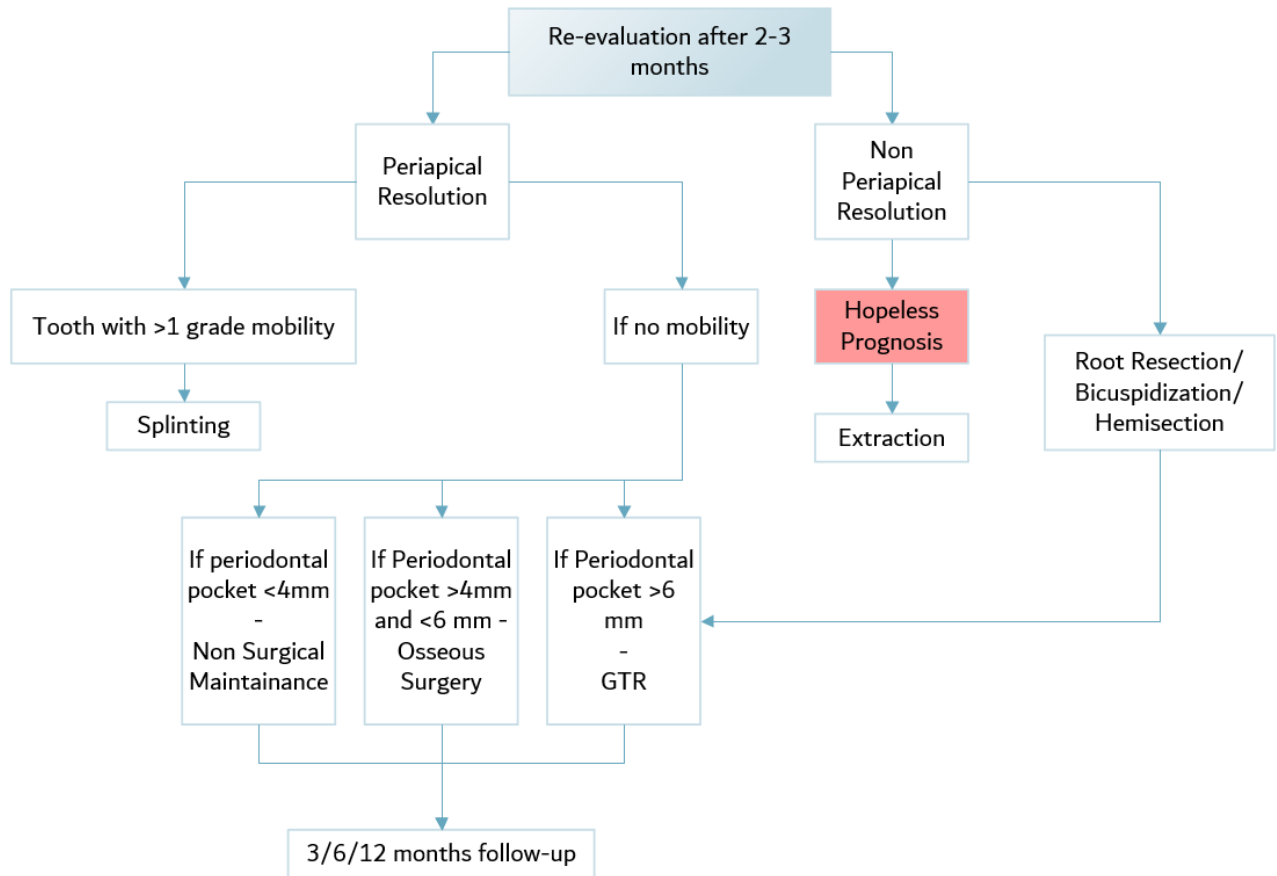 Re-evaluation after 2-3
months
Periapical
Resolution
Non
Periapical
Resolution
Tooth with >1 grade mobility
If no mobility
Hopeless
Prognosis
Root Resection/
Bicuspidization/
Hemisection
Splinting
Extraction
If periodontal
pocket <4mm
-
Non Surgical
Maintainance
If Periodontal
pocket >4mm
and <6 mm -
Osseous
Surgery
If Periodontal
pocket >6
mm
-
GTR
3/6/12 months follow-up